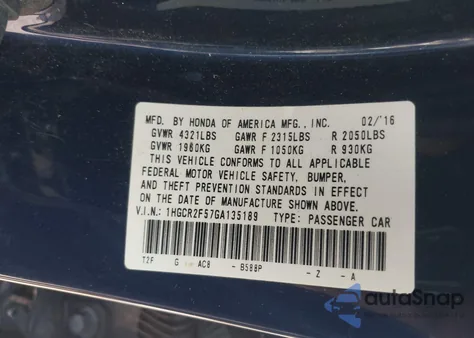 MFD. BY HONDA OF AMERICA MFG., INC. 02/'16
GVWR 4321LBS GAWR F 2315LBS R 2050LBS
GVWR 1960KG GAWR F 1050KG R 930KG
THIS VEHICLE CONFORMS TO ALL APPLICABLE
FEDERAL MOTOR VEHICLE SAFETY, BUMPER,
AND THEFT PREVENTION STANDARDS IN EFFECT
ON THE DATE OF MANUFACTURE SHOWN ABOVE.
V.I.N.: 1HGCR2F57GA135189 TYPE: PASSENGER CAR
T2F G AC8 - B588P - Z - A
autoSnap